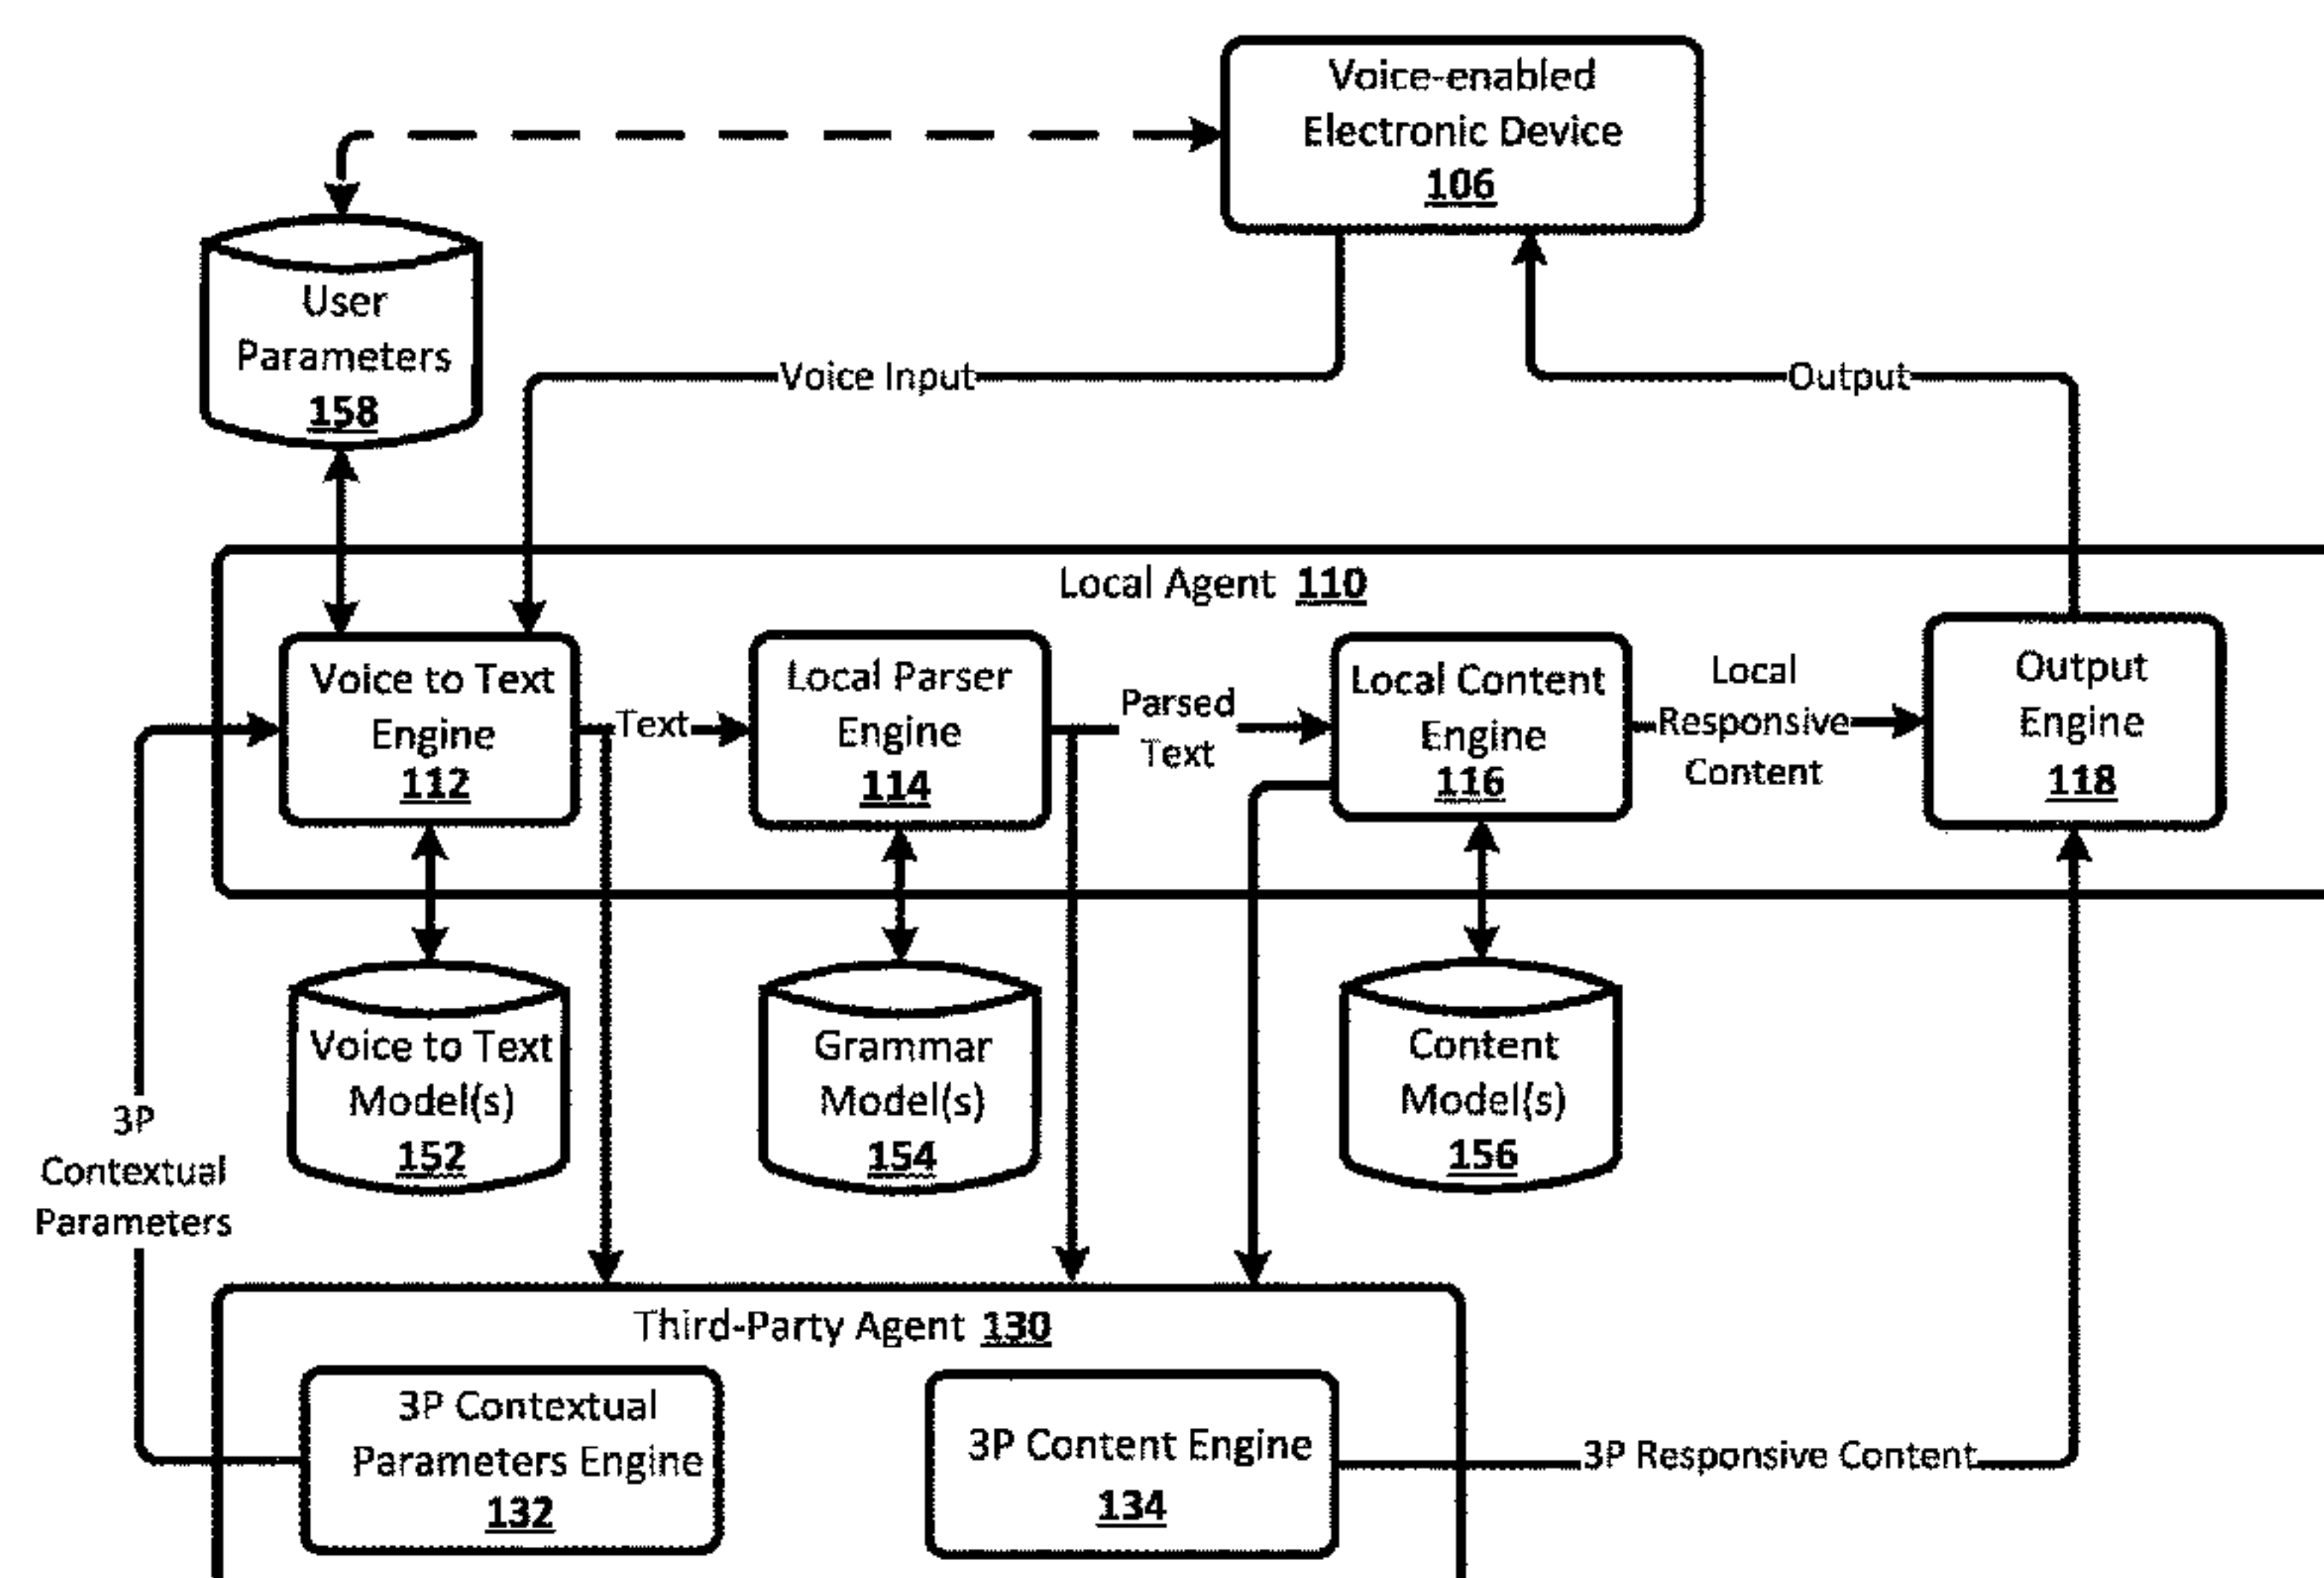 Voice-enabled
Electronic Device
106
User
Parameters
158
Voice Input
Output
Local Agent 110
Voice to Text
Engine
112
Text
Local Parser
Engine
114
Parsed
Text
Local Content
Engine
116
Local
Responsive
Content
Output
Engine
118
Voice to Text
Model(s)
152
Grammar
Model(s)
154
Content
Model(s)
156
3P
Contextual
Parameters
Third-Party Agent 130
3P Contextual
Parameters Engine
132
3P Content Engine
134
3P Responsive Content